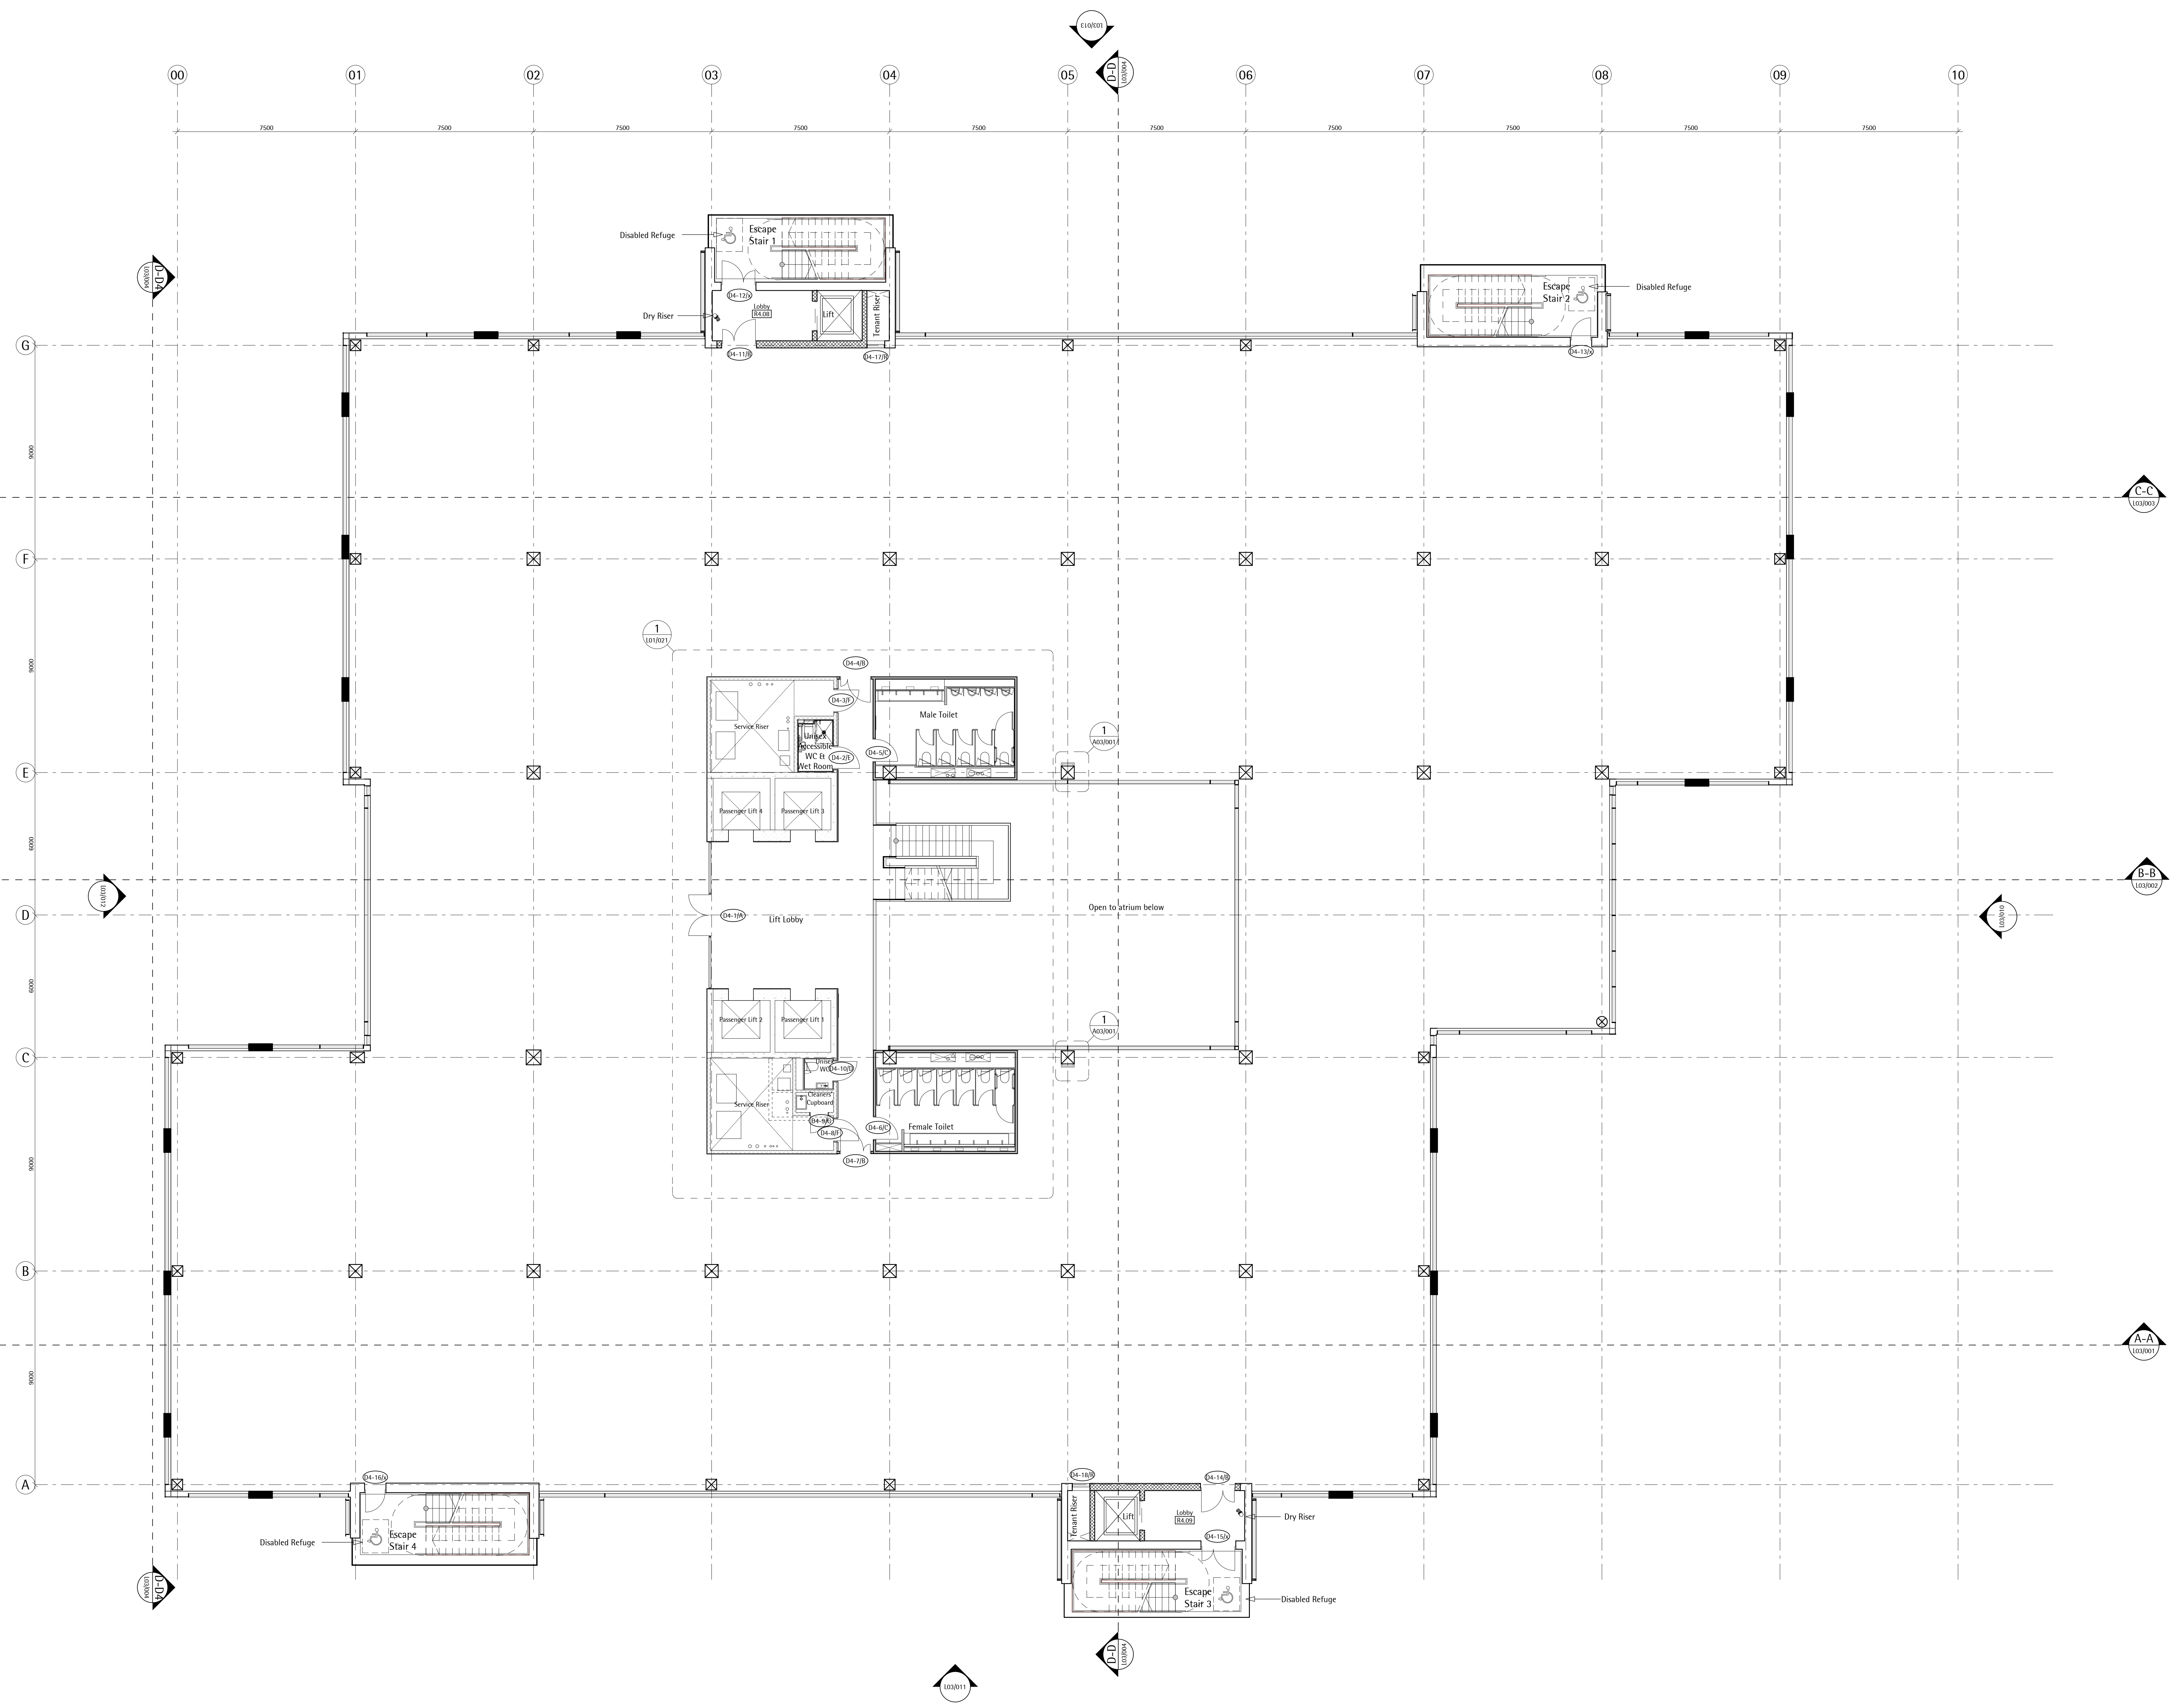 L03/013
D-D
L03/004
00
01
02
03
04
05
06
07
08
09
10
7500
7500
7500
7500
7500
7500
7500
7500
7500
7500
Disabled Refuge
Escape
Stair 1
D-D4
L03/004
Escape
Stair 2
Disabled Refuge
D4-12/x
Lobby
R4.08
Dry Riser
Lift
Tenant Riser
G
D4-11/B
D4-17/R
D4-13/x
9000
C-C
L03/003
F
1
L01/021
9000
D4-4/B
D4-3/F
Service Riser
Male Toilet
Unisex
Accessible
WC &
Wet Room
D4-2/E
D4-5/C
1
A03/001
E
Passenger Lift 4
Passenger Lift 3
6000
B-B
L03/002
L03/012
D
D4-1/A
Lift Lobby
Open to atrium below
L03/010
6000
Passenger Lift 2
Passenger Lift 1
1
A03/001
C
Unisex
WC
D4-10/D
Service Riser
Cleaners'
Cupboard
D4-9/G
D4-8/F
D4-6/C
Female Toilet
D4-7/B
9000
B
A-A
L03/001
9000
A
D4-16/x
D4-18/R
D4-14/B
Tenant Riser
Lift
Lobby
R4.09
Dry Riser
Escape
Stair 4
Disabled Refuge
D4-15/x
D-D4
L03/004
Escape
Stair 3
Disabled Refuge
D-D
L03/004
L03/011